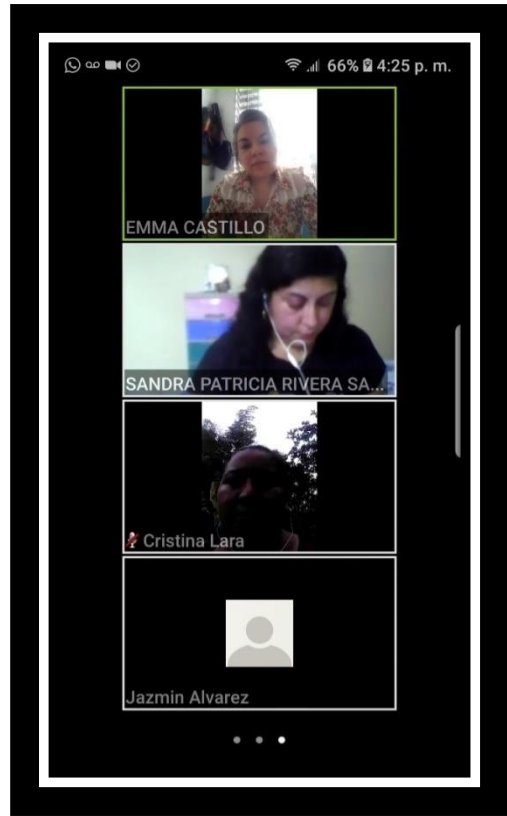 66% 4:25 p. m.
EMMA CASTILLO
SANDRA PATRICIA RIVERA SA...
Cristina Lara
Jazmin Alvarez